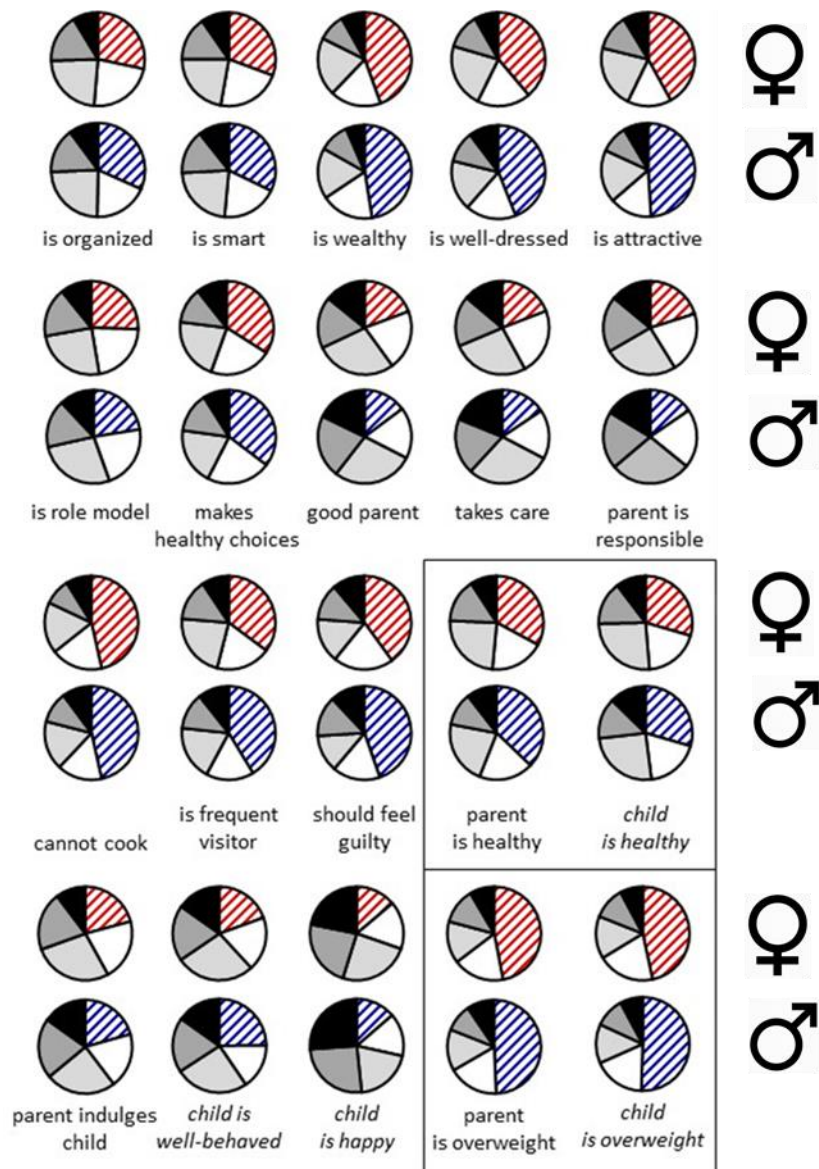 ♀
♂
is organized is smart is wealthy is well-dressed is attractive
♀
♂
is role model makes good parent takes care parent is
healthy choices responsible
♀
♂
is frequent should feel parent child
cannot cook visitor guilty is healthy is healthy
♀
♂
parent indulges child is child parent child
child well-behaved is happy is overweight is overweight